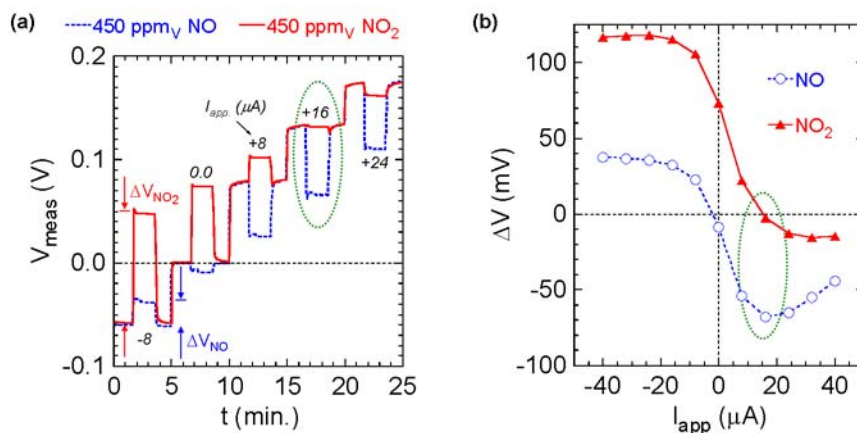 (a)
450 ppmV NO
450 ppmV NO2
0.2
0.1
0.0
-0.1
Vmeas (V)
Iapp. (μA)
+8
+16
+24
0.0
-8
ΔVNO2
ΔVNO
0
5
10
15
20
25
t (min.)
(b)
100
50
0
-50
-100
ΔV (mV)
NO
NO2
-40
-20
0
20
40
Iapp (μA)